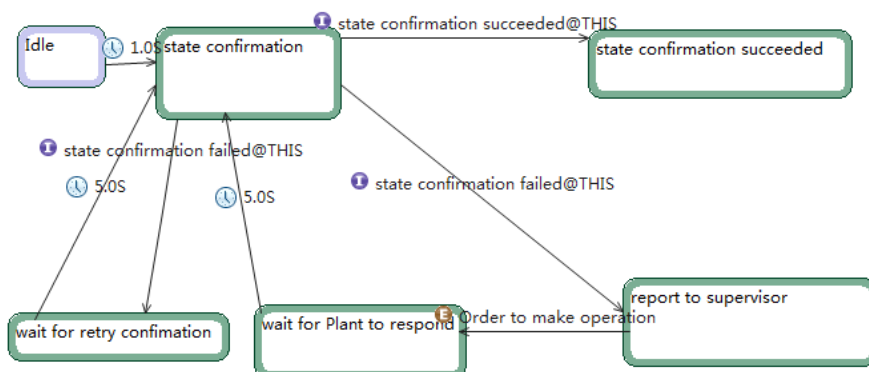 state confirmation succeeded@THIS
Idle
1.0S
state confirmation
state confirmation succeeded
I
state confirmation failed@THIS
I
5.0S
5.0S
I
state confirmation failed@THIS
report to supervisor
wait for retry confimation
wait for Plant to respond
E
Order to make operation